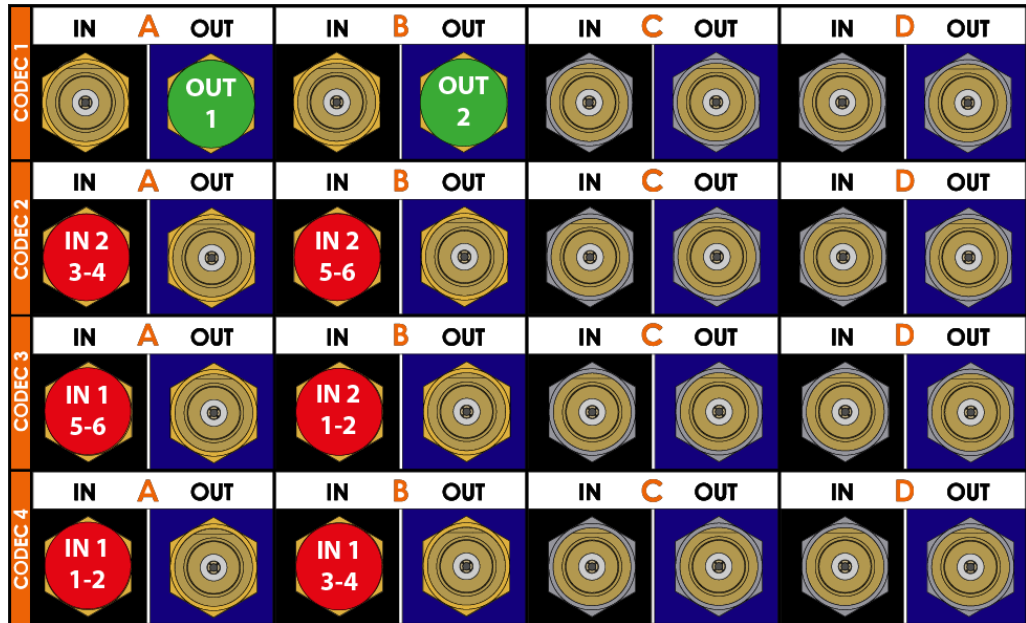 CODEC 1
IN A OUT IN B OUT IN C OUT IN D OUT
OUT OUT
1 2
CODEC 2
IN A OUT IN B OUT IN C OUT IN D OUT
IN 2 IN 2
3-4 5-6
CODEC 3
IN A OUT IN B OUT IN C OUT IN D OUT
IN 1 IN 2
5-6 1-2
CODEC 4
IN A OUT IN B OUT IN C OUT IN D OUT
IN 1 IN 1
1-2 3-4